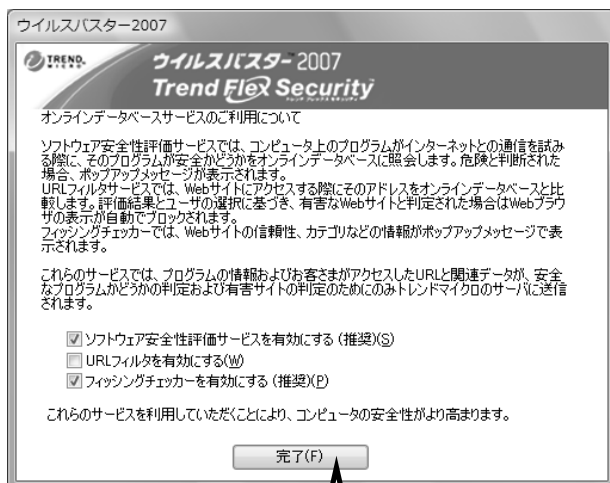 ウイルスバスター2007
TREND MICRO
ウイルスバスター™2007
Trend Flex Security™
トレンド フレックス セキュリティ
オンラインデータベースサービスのご利用について
ソフトウェア安全性評価サービスでは、コンピュータ上のプログラムがインターネットとの通信を試み
る際に、そのプログラムが安全かどうかをオンラインデータベースに照会します。危険と判断された
場合、ポップアップメッセージが表示されます。
URLフィルタサービスでは、Webサイトにアクセスする際にそのアドレスをオンラインデータベースと比
較します。評価結果とユーザの選択に基づき、有害なWebサイトと判定された場合はWebブラウ
ザの表示が自動でブロックされます。
フィッシングチェッカーでは、Webサイトの信頼性、カテゴリなどの情報がポップアップメッセージで表
示されます。
これらのサービスでは、プログラムの情報およびお客さまがアクセスしたURLと関連データが、安全
なプログラムかどうかの判定および有害サイトの判定のためにのみトレンドマイクロのサーバに送信
されます。
ソフトウェア安全性評価サービスを有効にする (推奨)(S)
URLフィルタを有効にする(W)
フィッシングチェッカーを有効にする (推奨)(P)
これらのサービスを利用していただくことにより、コンピュータの安全性がより高まります。
完了(F)